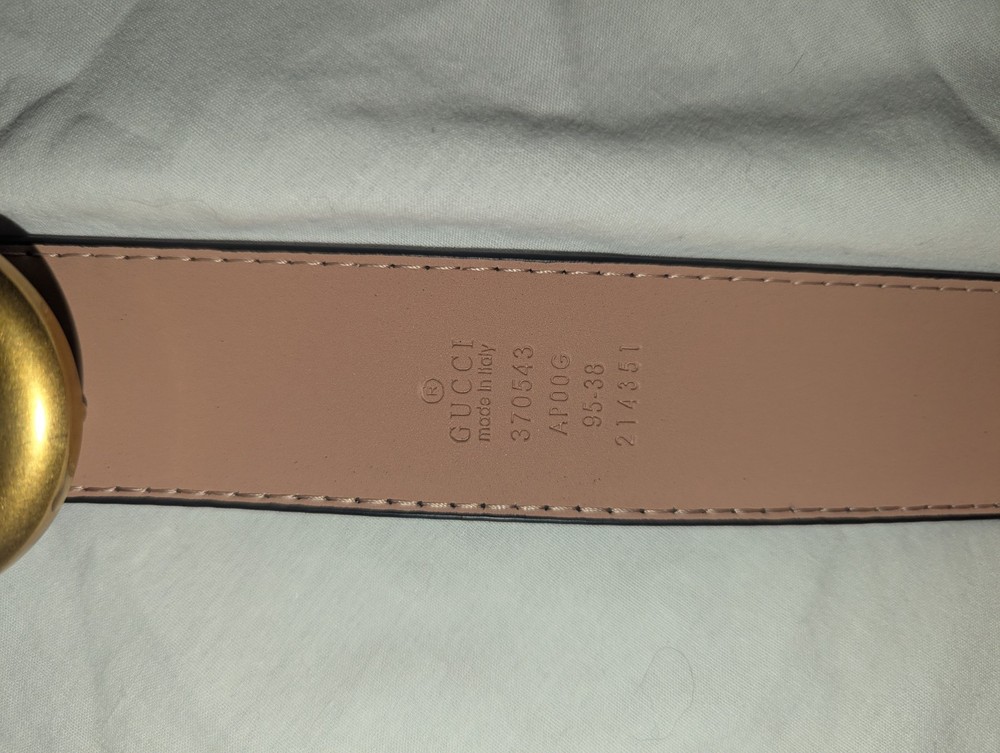 ®
GUCCI
made in Italy
370543
AP00G
95-38
214351